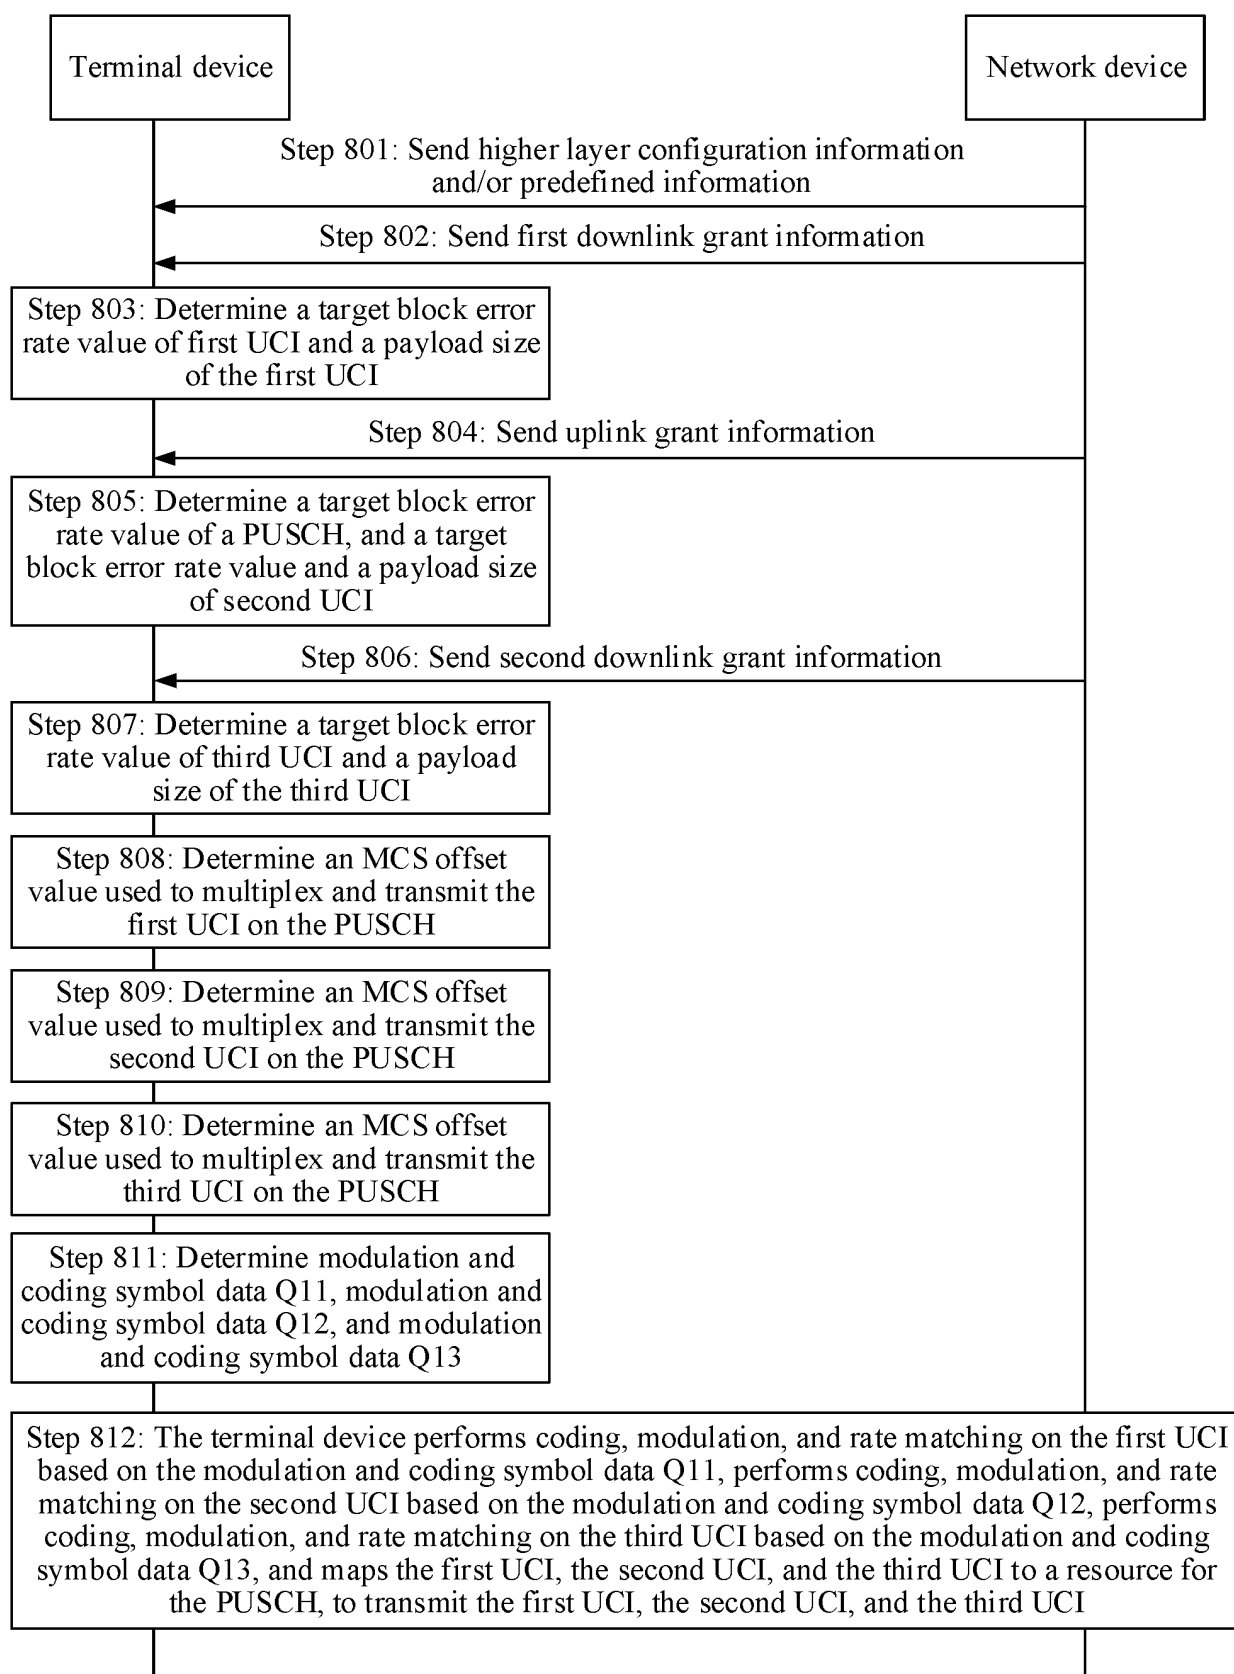 Terminal device
Network device
Step 801: Send higher layer configuration information
and/or predefined information
Step 802: Send first downlink grant information
Step 803: Determine a target block error
rate value of first UCI and a payload size
of the first UCI
Step 804: Send uplink grant information
Step 805: Determine a target block error
rate value of a PUSCH, and a target
block error rate value and a payload size
of second UCI
Step 806: Send second downlink grant information
Step 807: Determine a target block error
rate value of third UCI and a payload
size of the third UCI
Step 808: Determine an MCS offset
value used to multiplex and transmit the
first UCI on the PUSCH
Step 809: Determine an MCS offset
value used to multiplex and transmit the
second UCI on the PUSCH
Step 810: Determine an MCS offset
value used to multiplex and transmit the
third UCI on the PUSCH
Step 811: Determine modulation and
coding symbol data Q11, modulation and
coding symbol data Q12, and modulation
and coding symbol data Q13
Step 812: The terminal device performs coding, modulation, and rate matching on the first UCI
based on the modulation and coding symbol data Q11, performs coding, modulation, and rate
matching on the second UCI based on the modulation and coding symbol data Q12, performs
coding, modulation, and rate matching on the third UCI based on the modulation and coding
symbol data Q13, and maps the first UCI, the second UCI, and the third UCI to a resource for
the PUSCH, to transmit the first UCI, the second UCI, and the third UCI